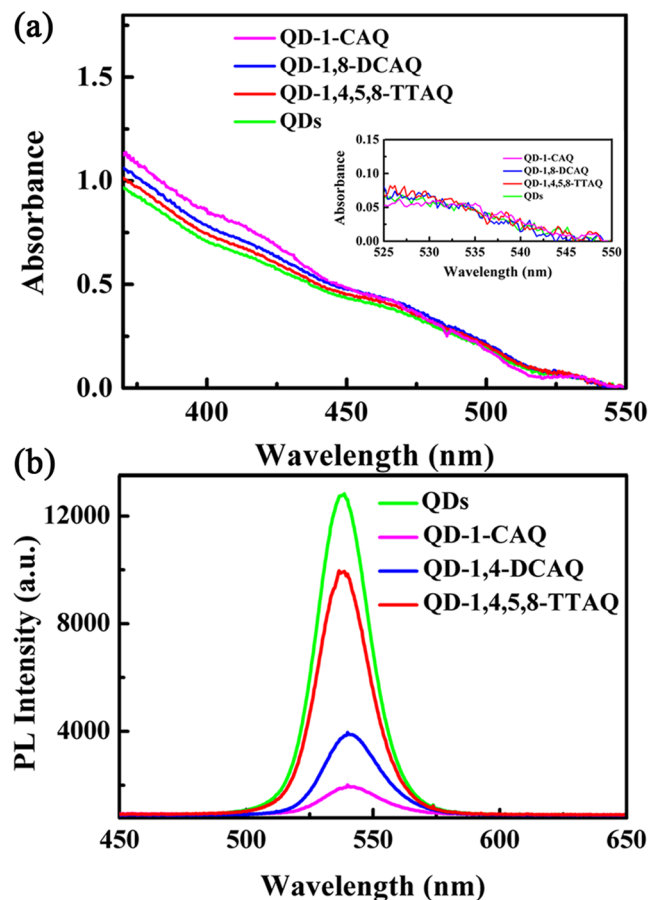 (a)
QD-1-CAQ
QD-1,8-DCAQ
QD-1,4,5,8-TTAQ
QDs
1.5
1.0
0.5
0.0
Absorbance
0.15
0.10
0.05
0.00
Absorbance
QD-1-CAQ
QD-1,8-DCAQ
QD-1,4,5,8-TTAQ
QDs
525 530 535 540 545 550
Wavelength (nm)
400 450 500 550
Wavelength (nm)
(b)
QDs
QD-1-CAQ
QD-1,4-DCAQ
QD-1,4,5,8-TTAQ
12000
8000
4000
PL Intensity (a.u.)
450 500 550 600 650
Wavelength (nm)